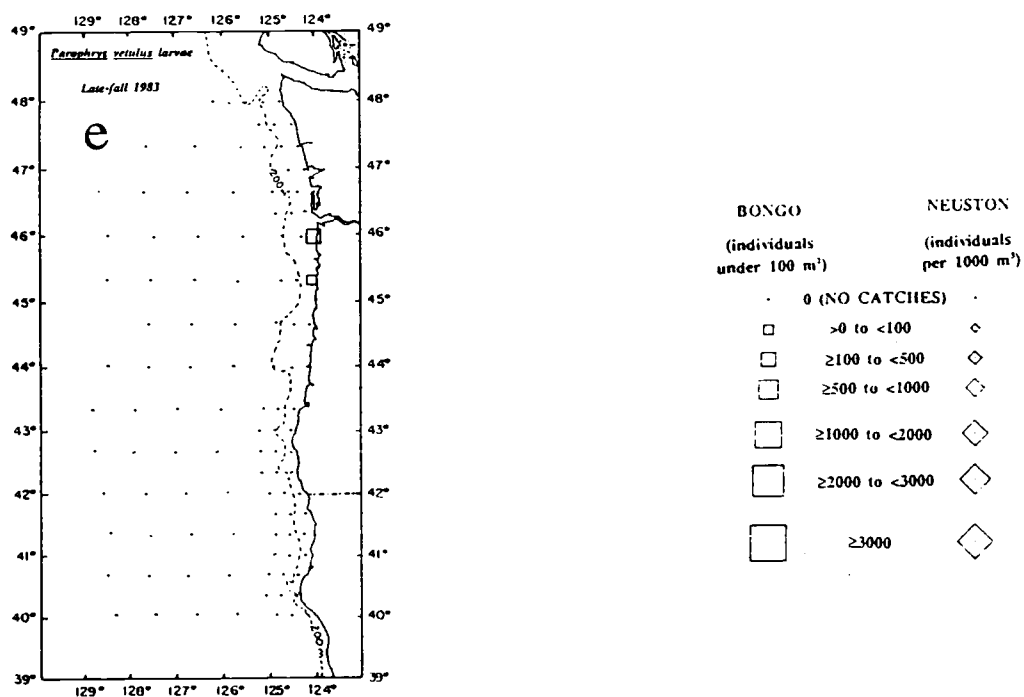 129° 128° 127° 126° 125° 124°
49° 49°
Parophrys vetulus larvae
Late-fall 1983
48° 48°
e
47° 47°
200 m
46° 46°
45° 45°
44° 44°
43° 43°
42° 42°
41° 41°
40° 40°
200 m
39° 39°
129° 128° 127° 126° 125° 124°
BONGO NEUSTON
(individuals (individuals
under 100 m²) per 1000 m³)
0 (NO CATCHES)
>0 to <100
≥100 to <500
≥500 to <1000
≥1000 to <2000
≥2000 to <3000
≥3000